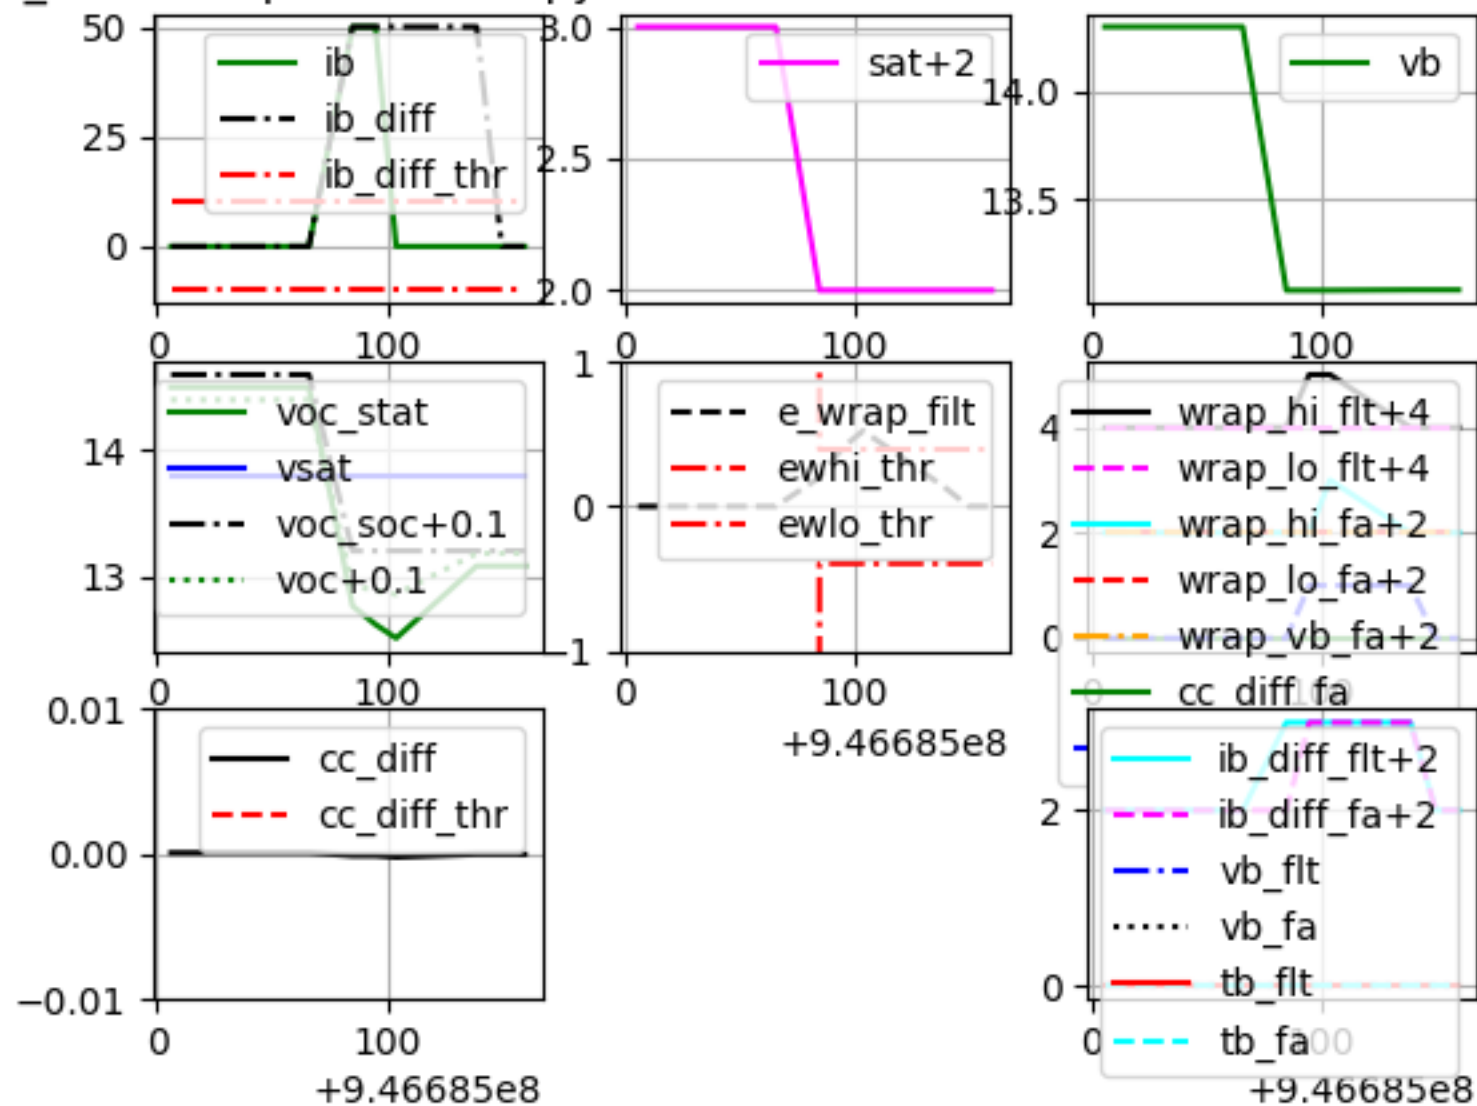 50
25
0
ib
ib_diff
ib_diff_thr
0
100
3.0
2.5
2.0
sat+2
0
100
14.0
13.5
vb
0
100
14
13
voc_stat
vsat
voc_soc+0.1
voc+0.1
1
0
−1
e_wrap_filt
ewhi_thr
ewlo_thr
0
100
+9.46685e8
4
2
0
wrap_hi_flt+4
wrap_lo_flt+4
wrap_hi_fa+2
wrap_lo_fa+2
wrap_vb_fa+2
cc_diff_fa
0
0.01
0.00
−0.01
cc_diff
cc_diff_thr
0
100
+9.46685e8
2
0
ib_diff_flt+2
ib_diff_fa+2
vb_flt
vb_fa
tb_flt
tb_fa
0
100
+9.46685e8